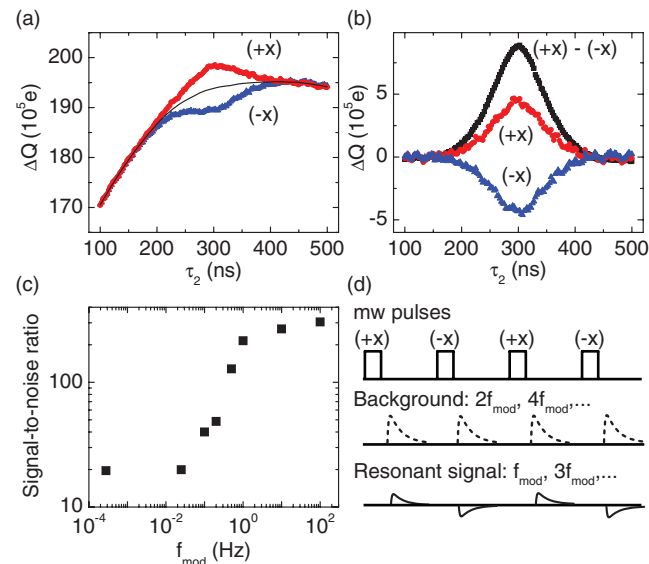 (a)
ΔQ (10⁵ e)
200
190
180
170
(+x)
(-x)
100 200 300 400 500
τ₂ (ns)
(b)
ΔQ (10⁵ e)
5
0
-5
(+x) - (-x)
(+x)
(-x)
100 200 300 400 500
τ₂ (ns)
(c)
Signal-to-noise ratio
100
10
10⁻⁴ 10⁻² 10⁰ 10²
f_mod (Hz)
(d)
mw pulses
(+x) (-x) (+x) (-x)
Background: 2f_mod, 4f_mod,...
Resonant signal: f_mod, 3f_mod,...